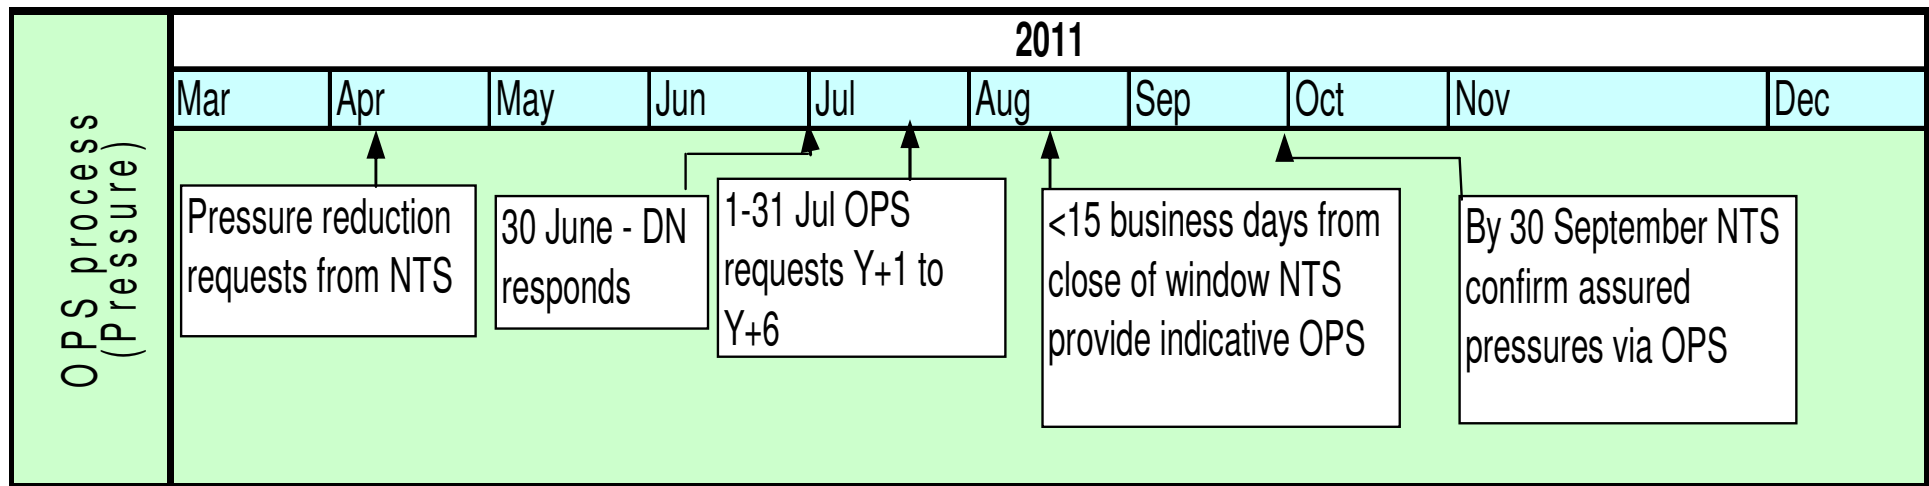 OPS process
(Pressure)
2011
Mar Apr May Jun Jul Aug Sep Oct Nov Dec
Pressure reduction
requests from NTS
30 June - DN
responds
1-31 Jul OPS
requests Y+1 to
Y+6
<15 business days from
close of window NTS
provide indicative OPS
By 30 September NTS
confirm assured
pressures via OPS